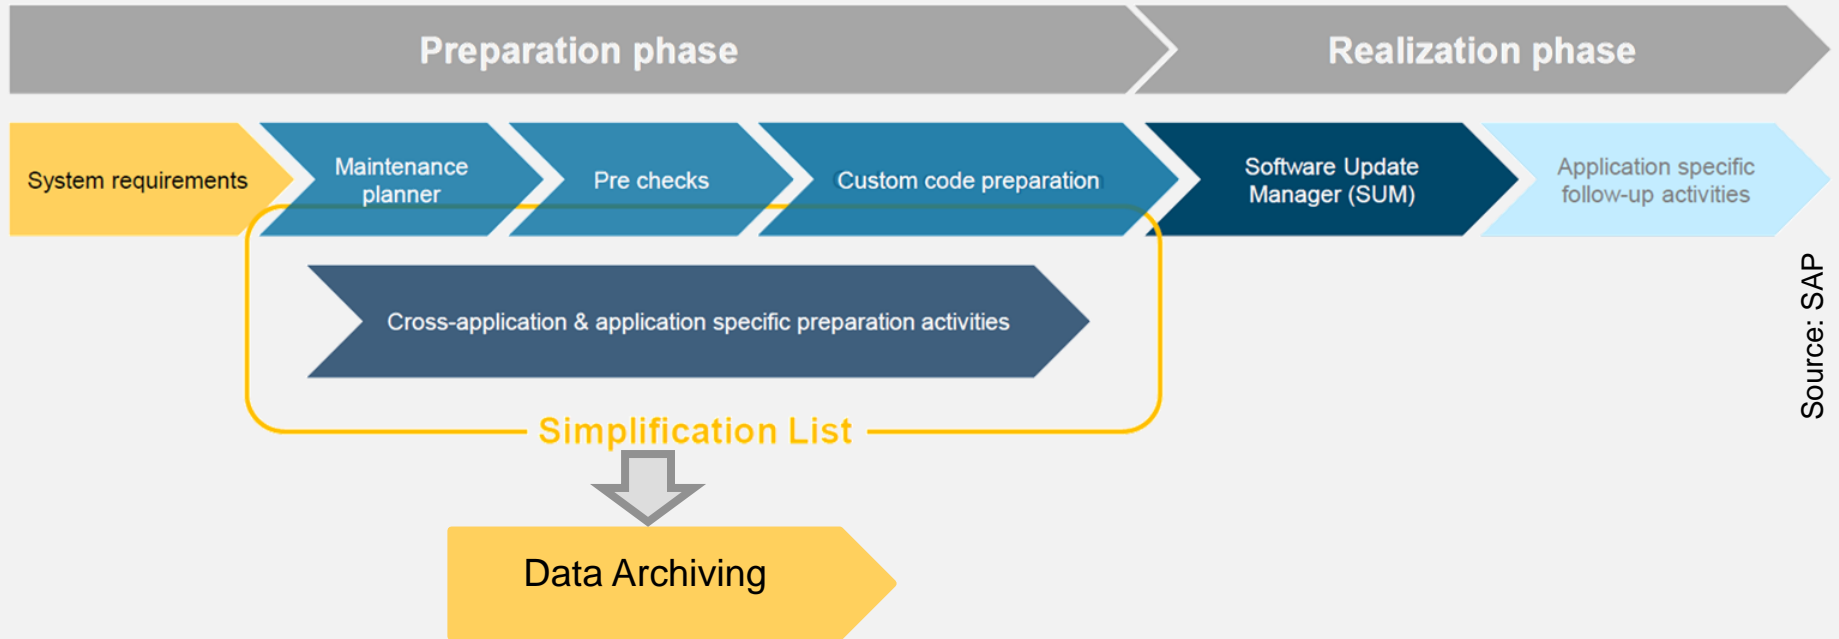 Preparation phase
Realization phase
System requirements
Maintenance
planner
Pre checks
Custom code preparation
Software Update
Manager (SUM)
Application specific
follow-up activities
Cross-application & application specific preparation activities
Simplification List
Data Archiving
Source: SAP